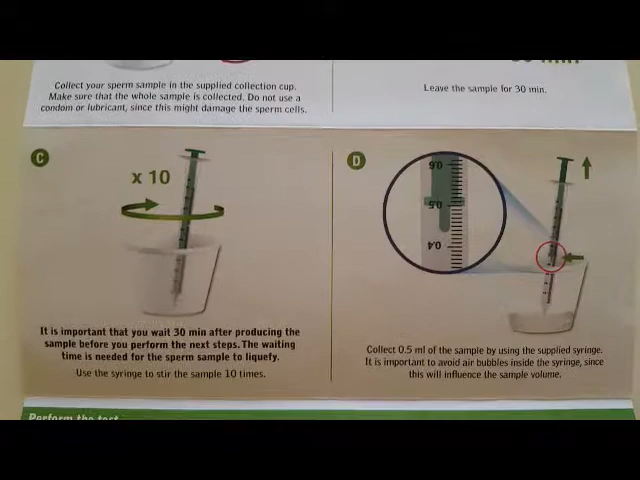 Collect your sperm sample in the supplied collection cup.
Make sure that the whole sample is collected. Do not use a
condom or lubricant, since this might damage the sperm cells.
Leave the sample for 30 min.
C
x 10
It is important that you wait 30 min after producing the
sample before you perform the next steps. The waiting
time is needed for the sperm sample to liquefy.
Use the syringe to stir the sample 10 times.
D
0.6
0.5
0.4
Collect 0.5 ml of the sample by using the supplied syringe.
It is important to avoid air bubbles inside the syringe, since
this will influence the sample volume.
Perform the test